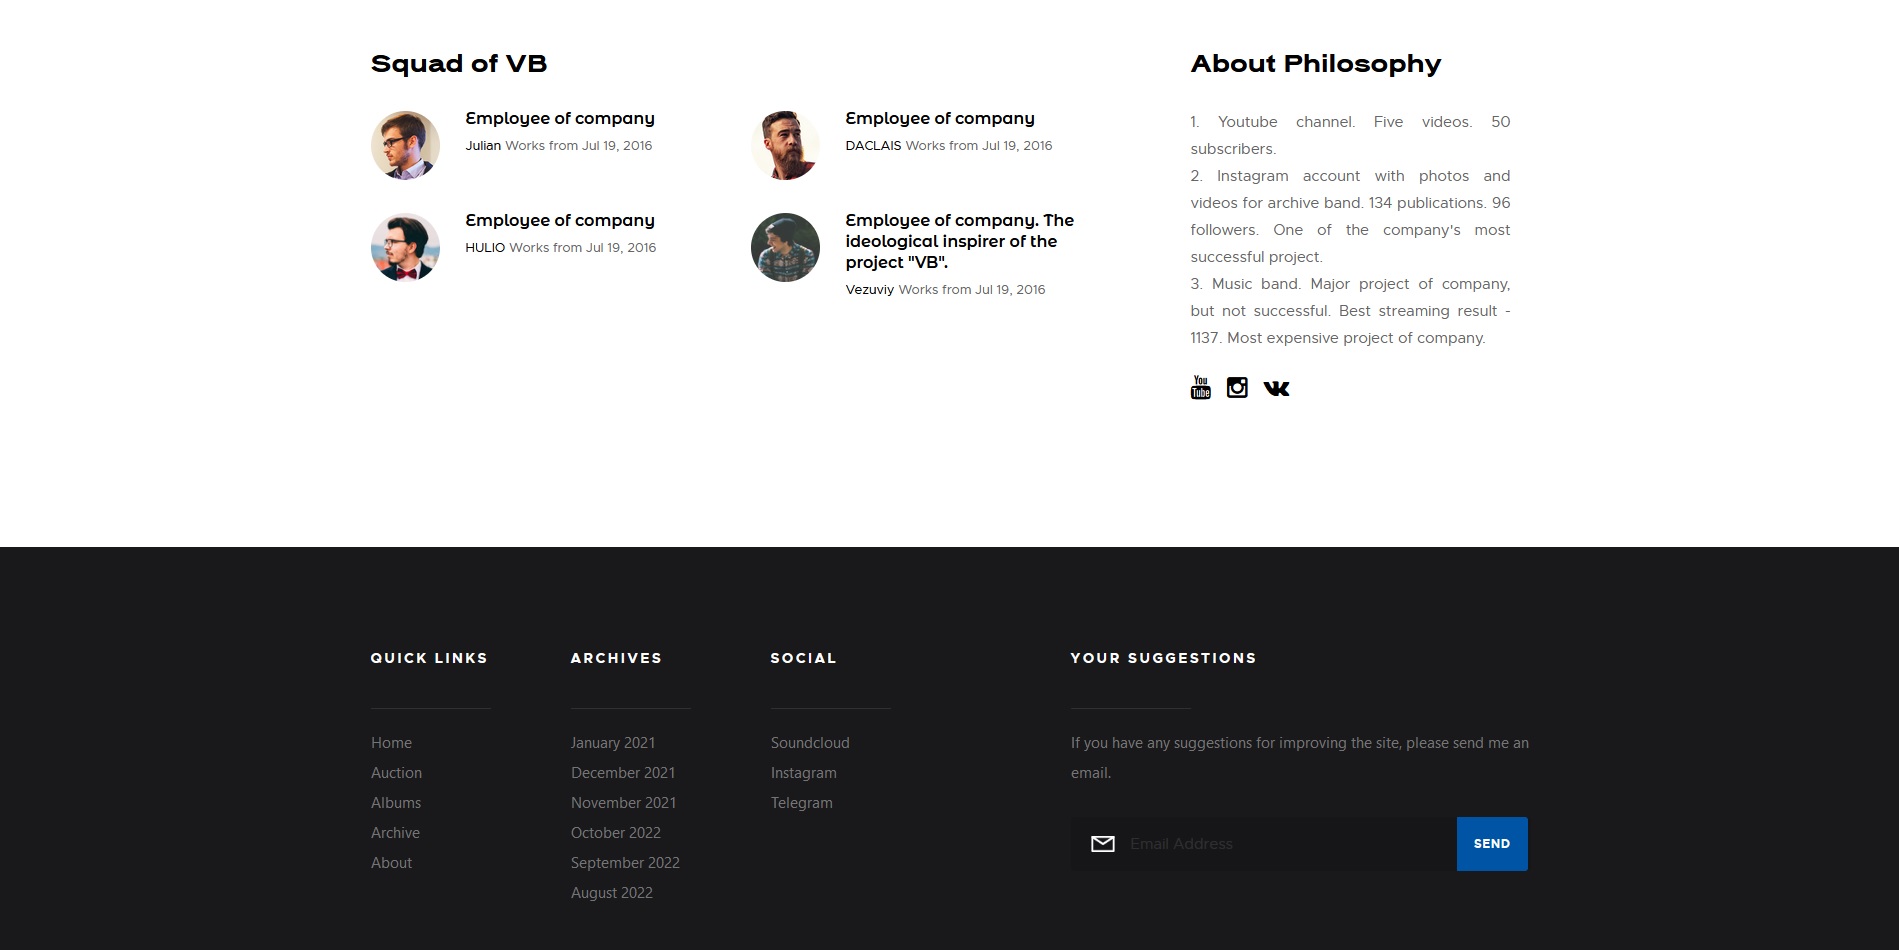 Squad of VB
Employee of company
Julian Works from Jul 19, 2016
Employee of company
DACLAIS Works from Jul 19, 2016
Employee of company
HULIO Works from Jul 19, 2016
Employee of company. The
ideological inspirer of the
project "VB".
Vezuviy Works from Jul 19, 2016
About Philosophy
1. Youtube channel. Five videos. 50
subscribers.
2. Instagram account with photos and
videos for archive band. 134 publications. 96
followers. One of the company's most
successful project.
3. Music band. Major project of company,
but not successful. Best streaming result -
1137. Most expensive project of company.
You
Tube
QUICK LINKS
Home
Auction
Albums
Archive
About
ARCHIVES
January 2021
December 2021
November 2021
October 2022
September 2022
August 2022
SOCIAL
Soundcloud
Instagram
Telegram
YOUR SUGGESTIONS
If you have any suggestions for improving the site, please send me an
email.
Email Address
SEND